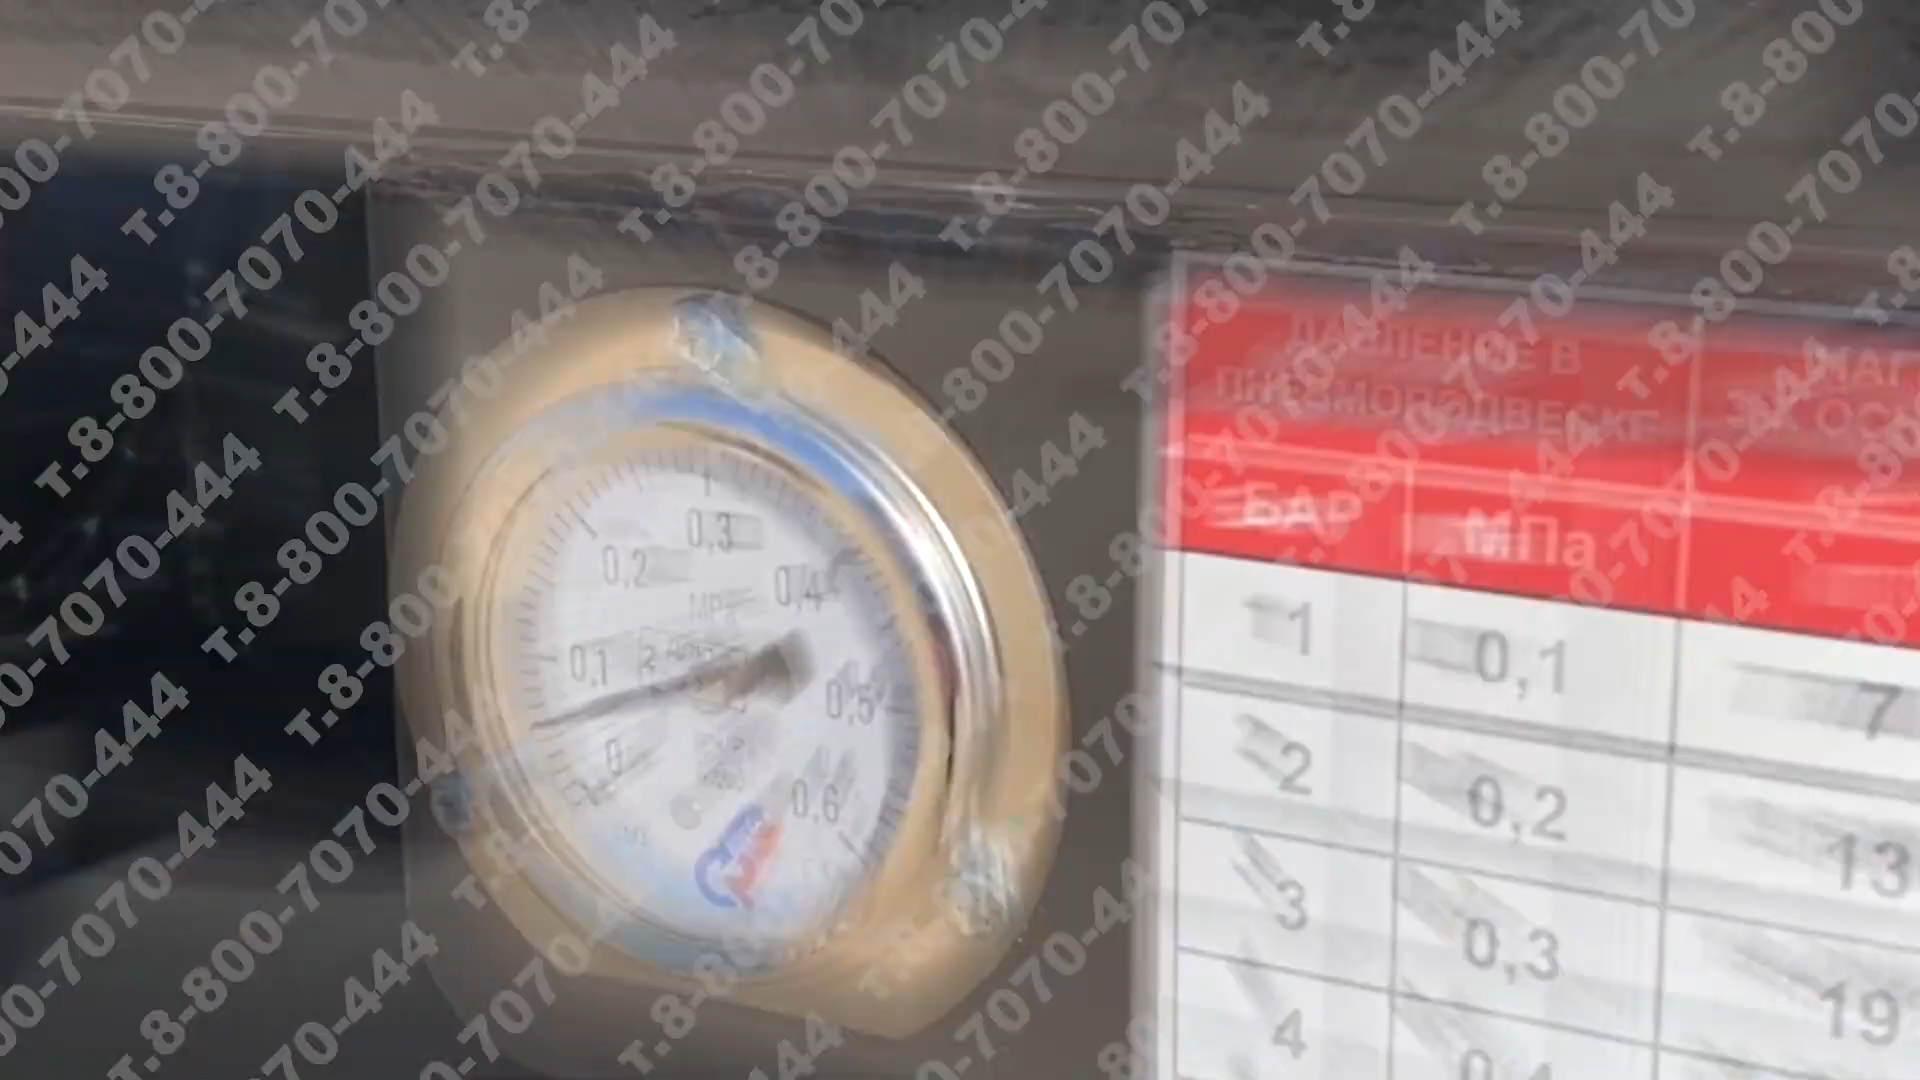 т.8-800-7070-444
0
0,1
0,2
0,3
0,4
0,5
0,6
ДАВЛЕНИЕ В
ПНЕВМОПОДВЕСКЕ
БАР МПа
1 0,1 7
2 0,2 13
3 0,3 19
4